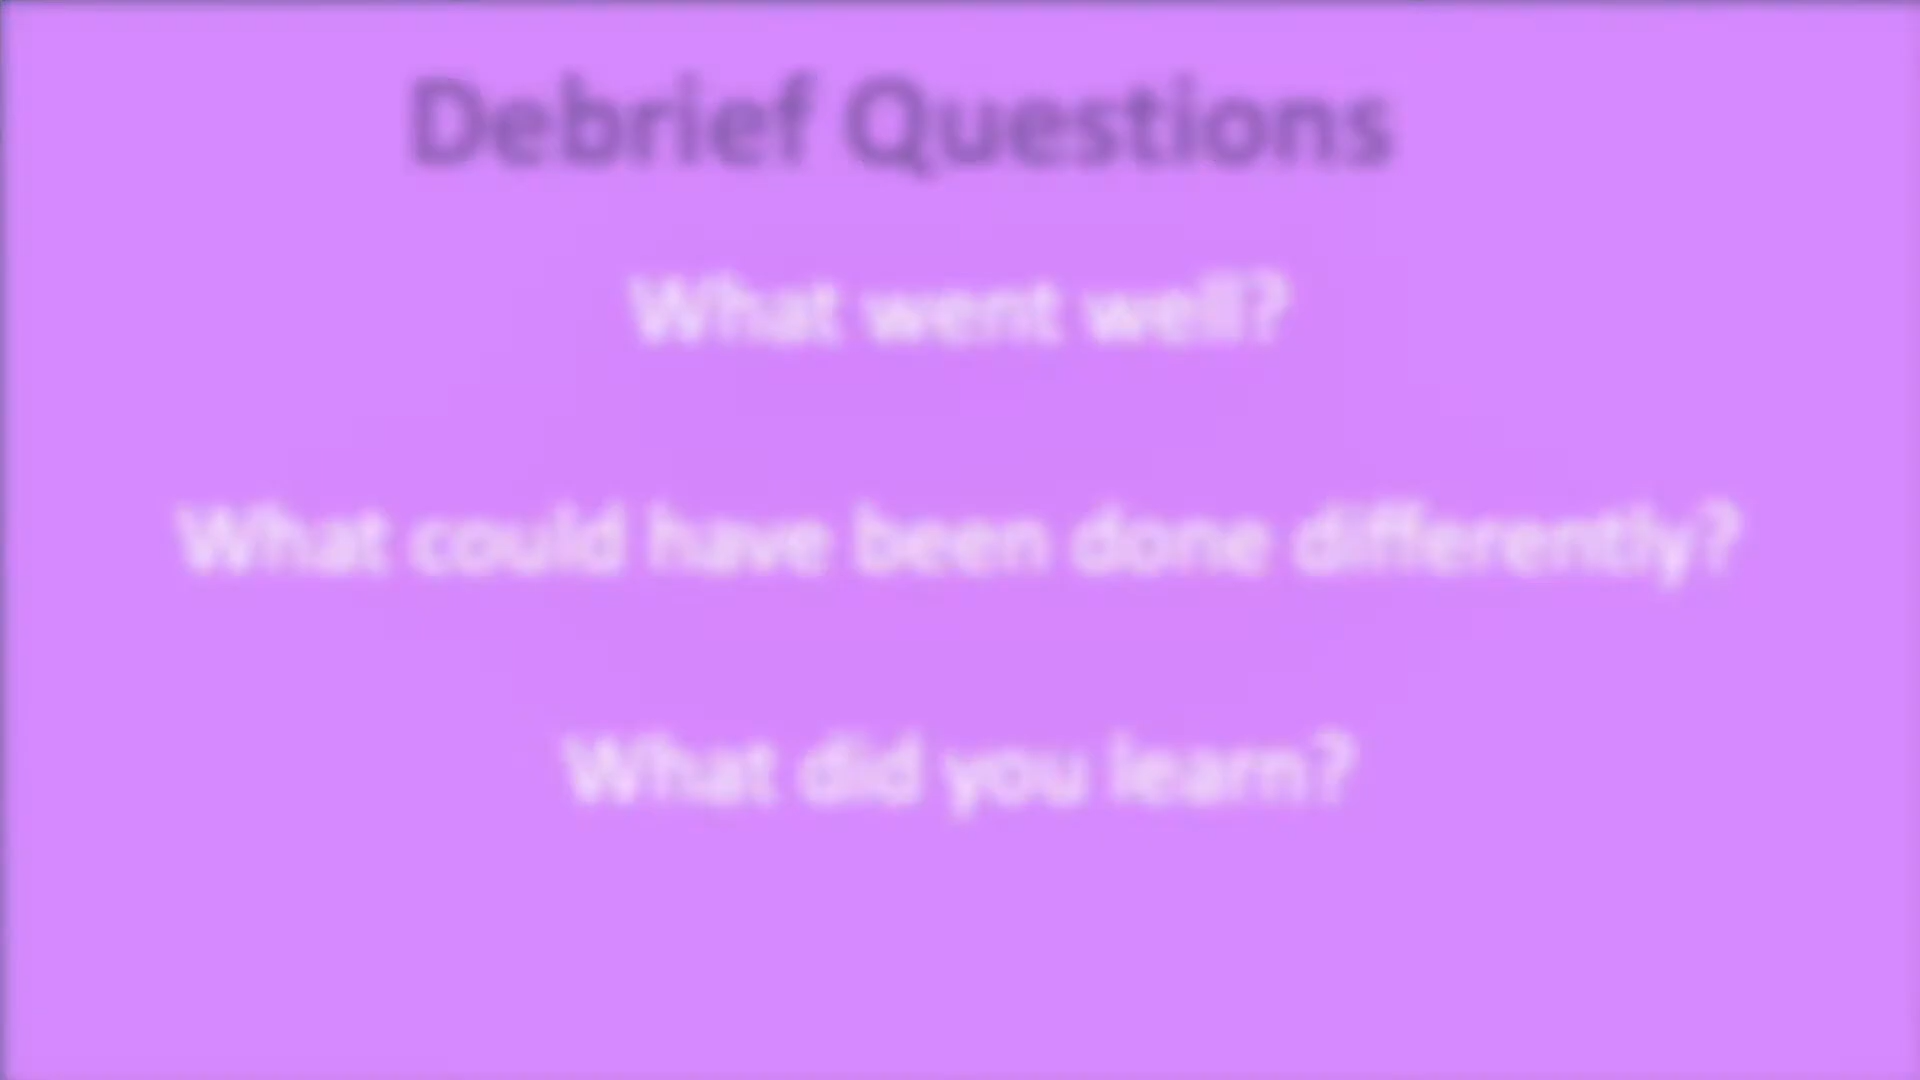 Debrief Questions
What went well?
What could have been done differently?
What did you learn?